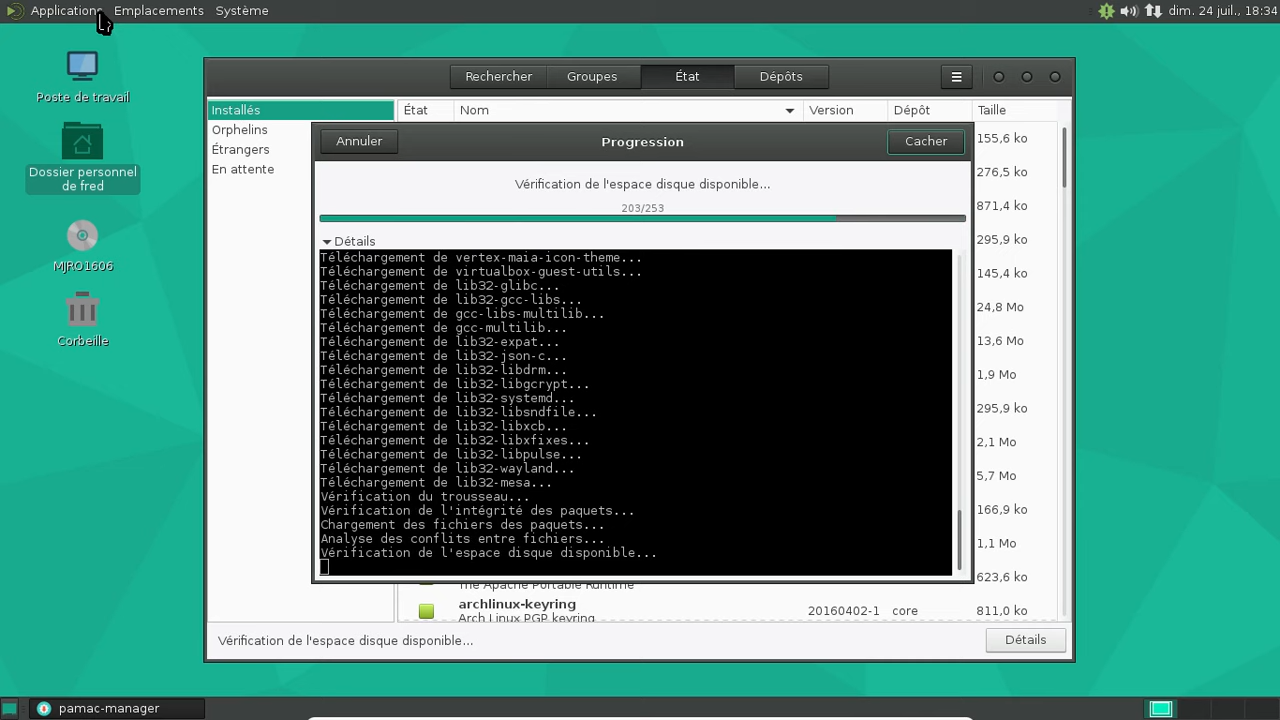 Applications Emplacements Système dim. 24 juil., 18:34
Poste de travail
Dossier personnel
de fred
MJRO1606
Corbeille
Rechercher Groupes État Dépôts
Installés
Orphelins
Étrangers
En attente
État Nom Version Dépôt Taille
155,6 ko
276,5 ko
871,4 ko
295,9 ko
145,4 ko
24,8 Mo
13,6 Mo
1,9 Mo
295,9 ko
2,1 Mo
5,7 Mo
166,9 ko
1,1 Mo
623,6 ko
Annuler Progression Cacher
Vérification de l'espace disque disponible...
203/253
Détails
Téléchargement de vertex-maia-icon-theme...
Téléchargement de virtualbox-guest-utils...
Téléchargement de lib32-glibc...
Téléchargement de lib32-gcc-libs...
Téléchargement de gcc-libs-multilib...
Téléchargement de gcc-multilib...
Téléchargement de lib32-expat...
Téléchargement de lib32-json-c...
Téléchargement de lib32-libdrm...
Téléchargement de lib32-libgcrypt...
Téléchargement de lib32-systemd...
Téléchargement de lib32-libsndfile...
Téléchargement de lib32-libxcb...
Téléchargement de lib32-libxfixes...
Téléchargement de lib32-libpulse...
Téléchargement de lib32-wayland...
Téléchargement de lib32-mesa...
Vérification du trousseau...
Vérification de l'intégrité des paquets...
Chargement des fichiers des paquets...
Analyse des conflits entre fichiers...
Vérification de l'espace disque disponible...
The Apache Portable Runtime
archlinux-keyring 20160402-1 core 811,0 ko
Arch Linux PGP keyring
Vérification de l'espace disque disponible... Détails
pamac-manager